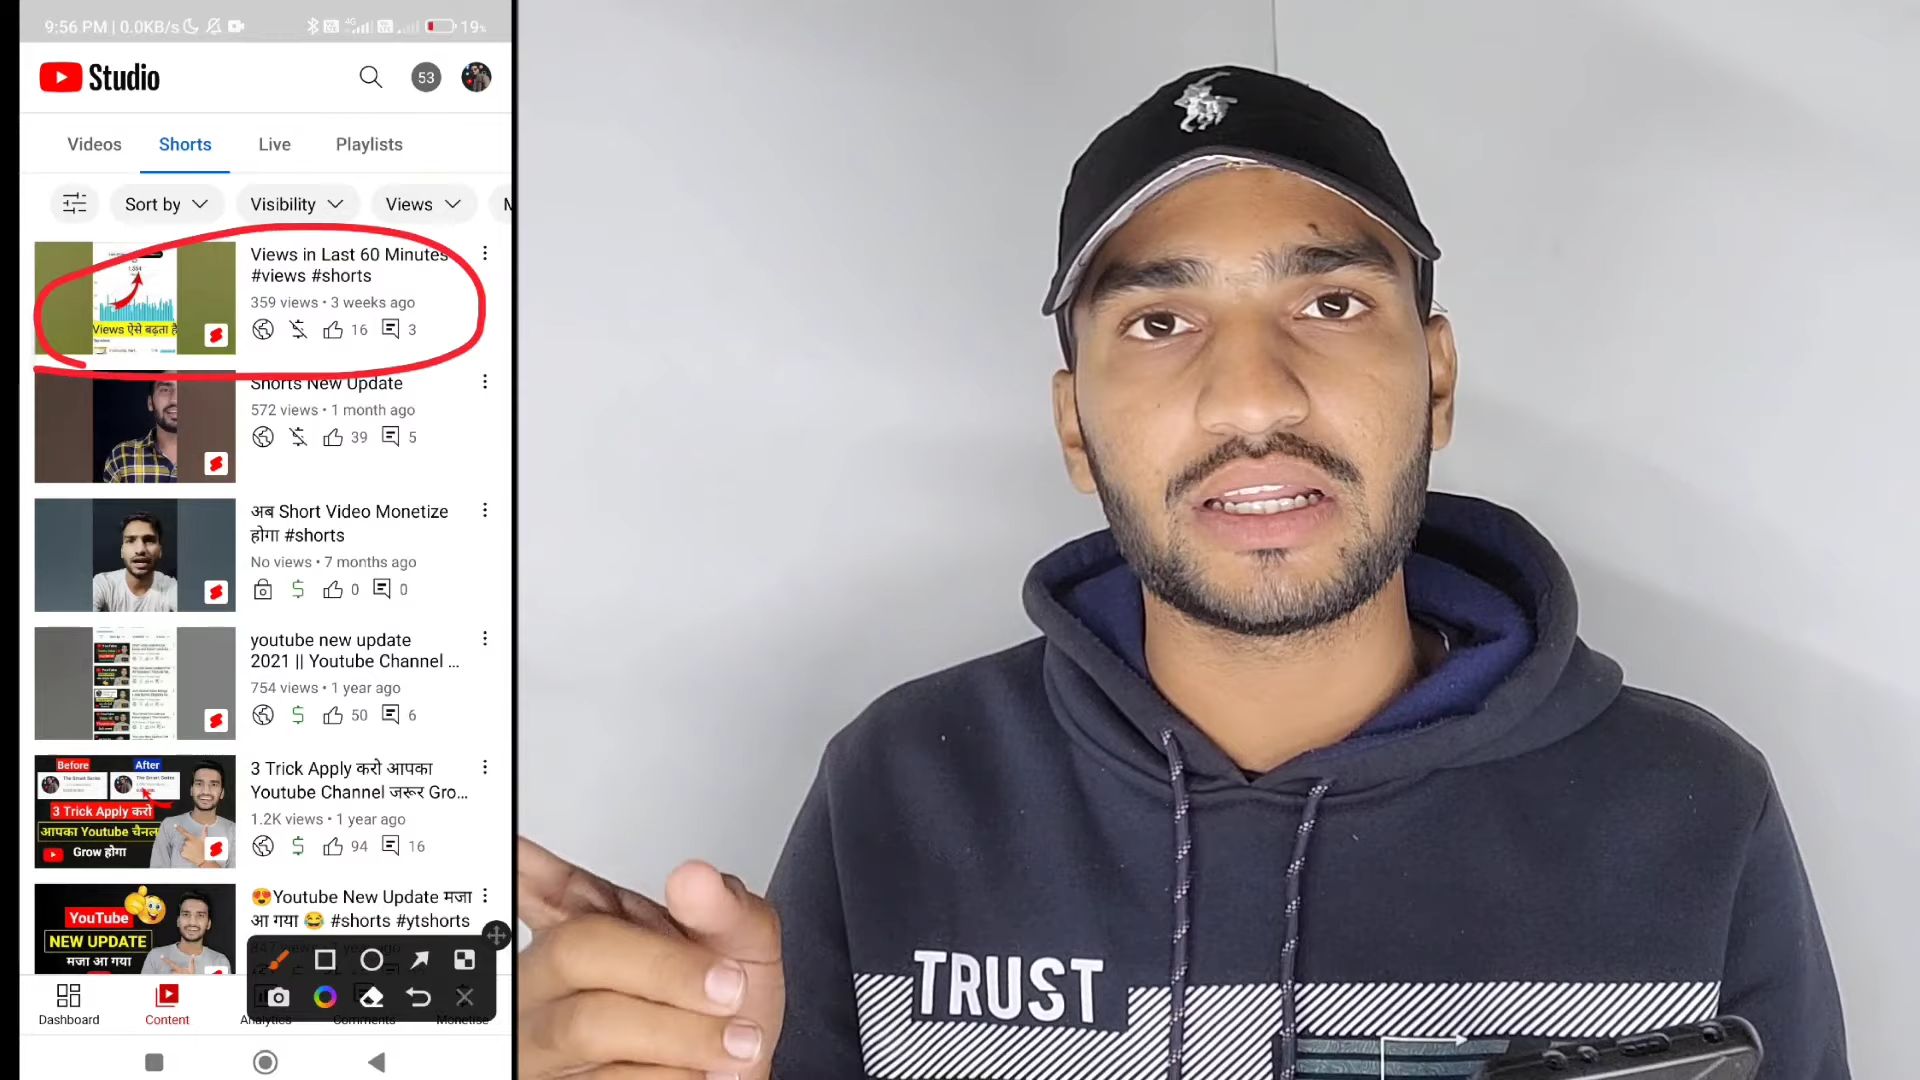 9:56 PM | 0.0KB/s
4G
19%
Studio
53
Videos
Shorts
Live
Playlists
Sort by
Visibility
Views
Views in Last 60 Minutes
#views #shorts
359 views • 3 weeks ago
16
3
Views ऐसे बढ़ता है
Shorts New Update
572 views • 1 month ago
39
5
अब Short Video Monetize
होगा #shorts
No views • 7 months ago
0
0
youtube new update
2021 || Youtube Channel ...
754 views • 1 year ago
50
6
Before
After
3 Trick Apply करो
आपका Youtube चैनल
Grow होगा
3 Trick Apply करो आपका
Youtube Channel जरूर Gro...
1.2K views • 1 year ago
94
16
YouTube
NEW UPDATE
मजा आ गया
😍Youtube New Update मजा
आ गया 😂 #shorts #ytshorts
Dashboard
Content
Analytics
Comments
Monetise
TRUST